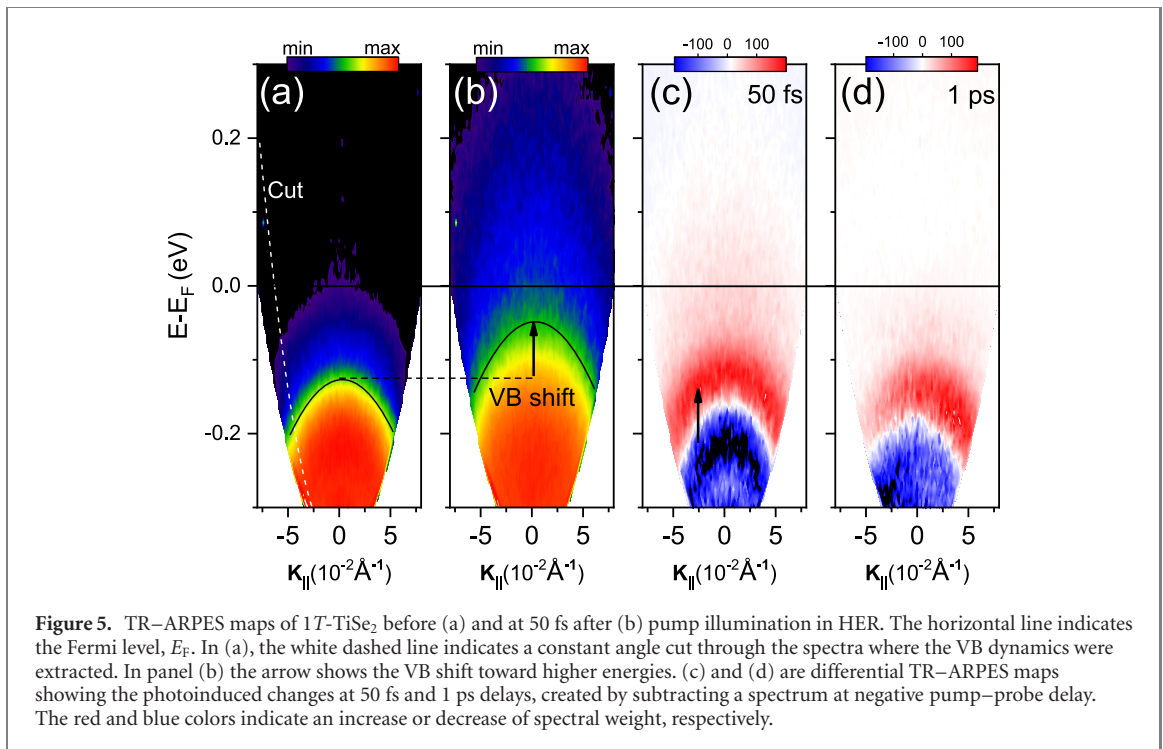 min max
min max
-100 0 100
-100 0 100
(a)
(b)
(c)
50 fs
(d)
1 ps
0.2
0.0
-0.2
E-E_F (eV)
Cut
VB shift
-5 0 5
-5 0 5
-5 0 5
-5 0 5
K_||(10⁻²Å⁻¹)
K_||(10⁻²Å⁻¹)
K_||(10⁻²Å⁻¹)
K_||(10⁻²Å⁻¹)
Figure 5. TR–ARPES maps of 1T-TiSe₂ before (a) and at 50 fs after (b) pump illumination in HER. The horizontal line indicates
the Fermi level, E_F. In (a), the white dashed line indicates a constant angle cut through the spectra where the VB dynamics were
extracted. In panel (b) the arrow shows the VB shift toward higher energies. (c) and (d) are differential TR–ARPES maps
showing the photoinduced changes at 50 fs and 1 ps delays, created by subtracting a spectrum at negative pump–probe delay.
The red and blue colors indicate an increase or decrease of spectral weight, respectively.